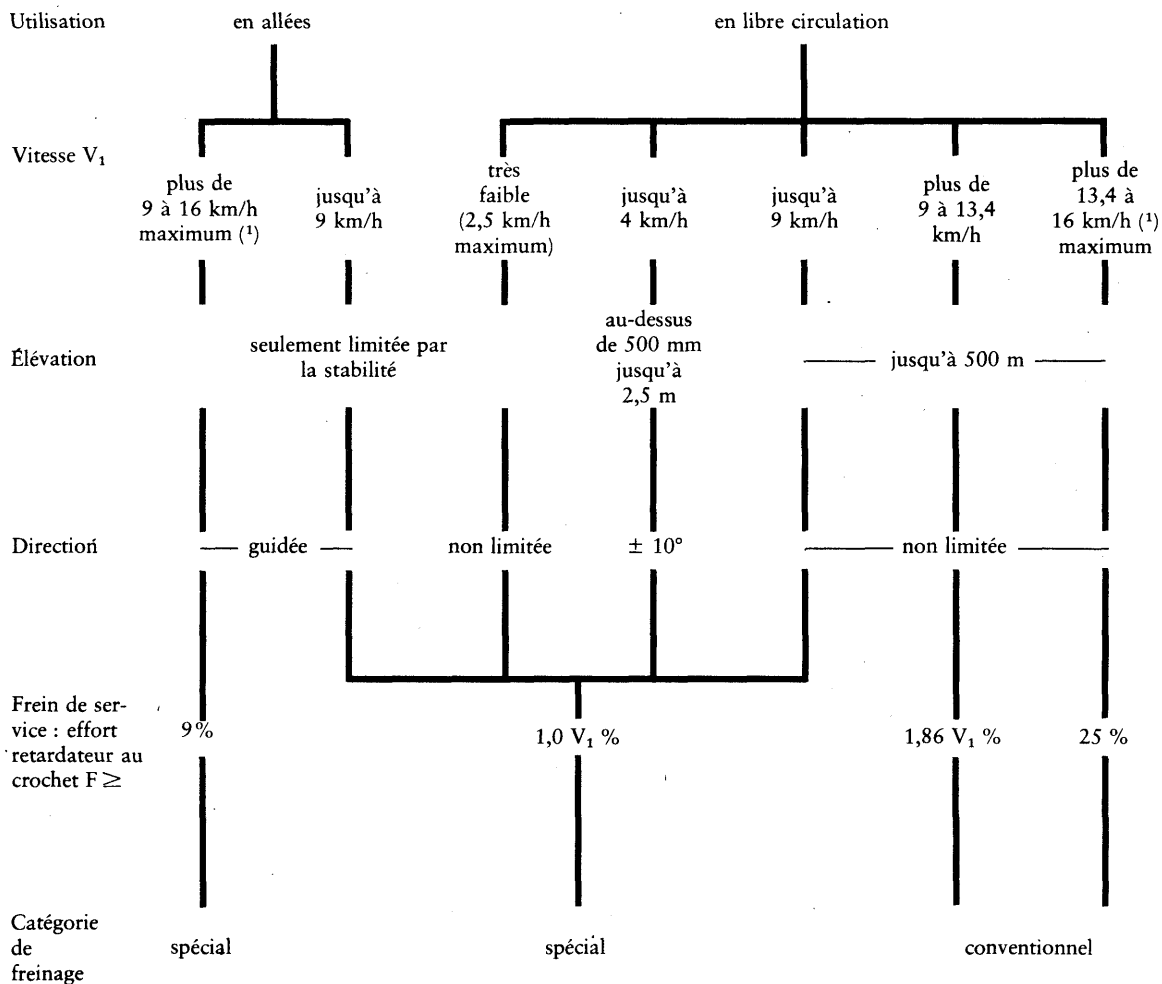 Utilisation en allées en libre circulation
Vitesse V₁
plus de
9 à 16 km/h
maximum (¹)
jusqu'à
9 km/h
très
faible
(2,5 km/h
maximum)
jusqu'à
4 km/h
jusqu'à
9 km/h
plus de
9 à 13,4
km/h
plus de
13,4 à
16 km/h (¹)
maximum
Élévation
seulement limitée par
la stabilité
au-dessus
de 500 mm
jusqu'à
2,5 m
jusqu'à 500 m
Direction guidée non limitée ± 10° non limitée
Frein de ser-
vice : effort
retardateur au
crochet F ≥
9% 1,0 V₁ % 1,86 V₁ % 25 %
Catégorie
de
freinage
spécial spécial conventionnel